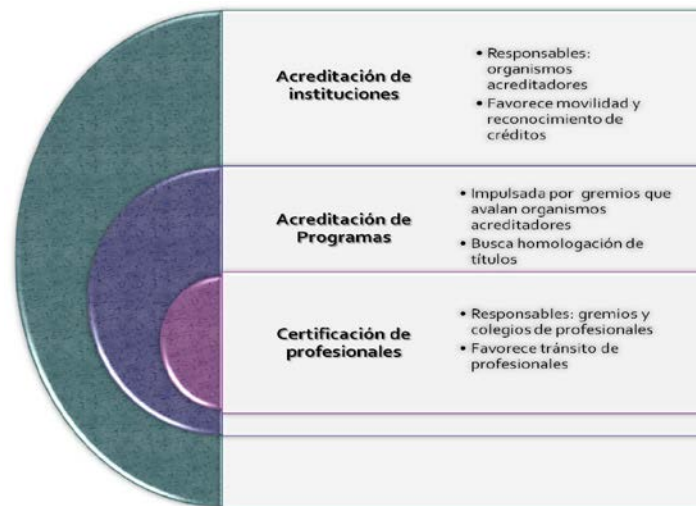 Acreditación de
instituciones
• Responsables:
organismos
acreditadores
• Favorece movilidad y
reconocimiento de
créditos
Acreditación de
Programas
• Impulsada por gremios que
avalan organismos
acreditadores
• Busca homologación de
títulos
Certificación de
profesionales
• Responsables: gremios y
colegios de profesionales
• Favorece tránsito de
profesionales